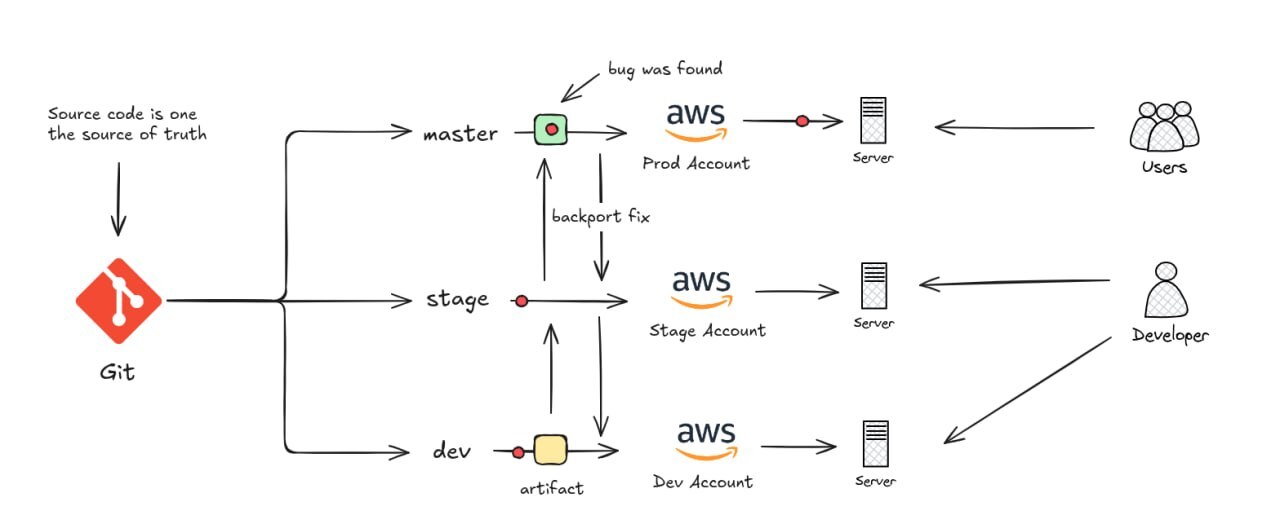 bug was found
Source code is one
the source of truth
master
aws
Prod Account
Server
Users
backport fix
stage
aws
Stage Account
Server
Developer
Git
dev
artifact
aws
Dev Account
Server